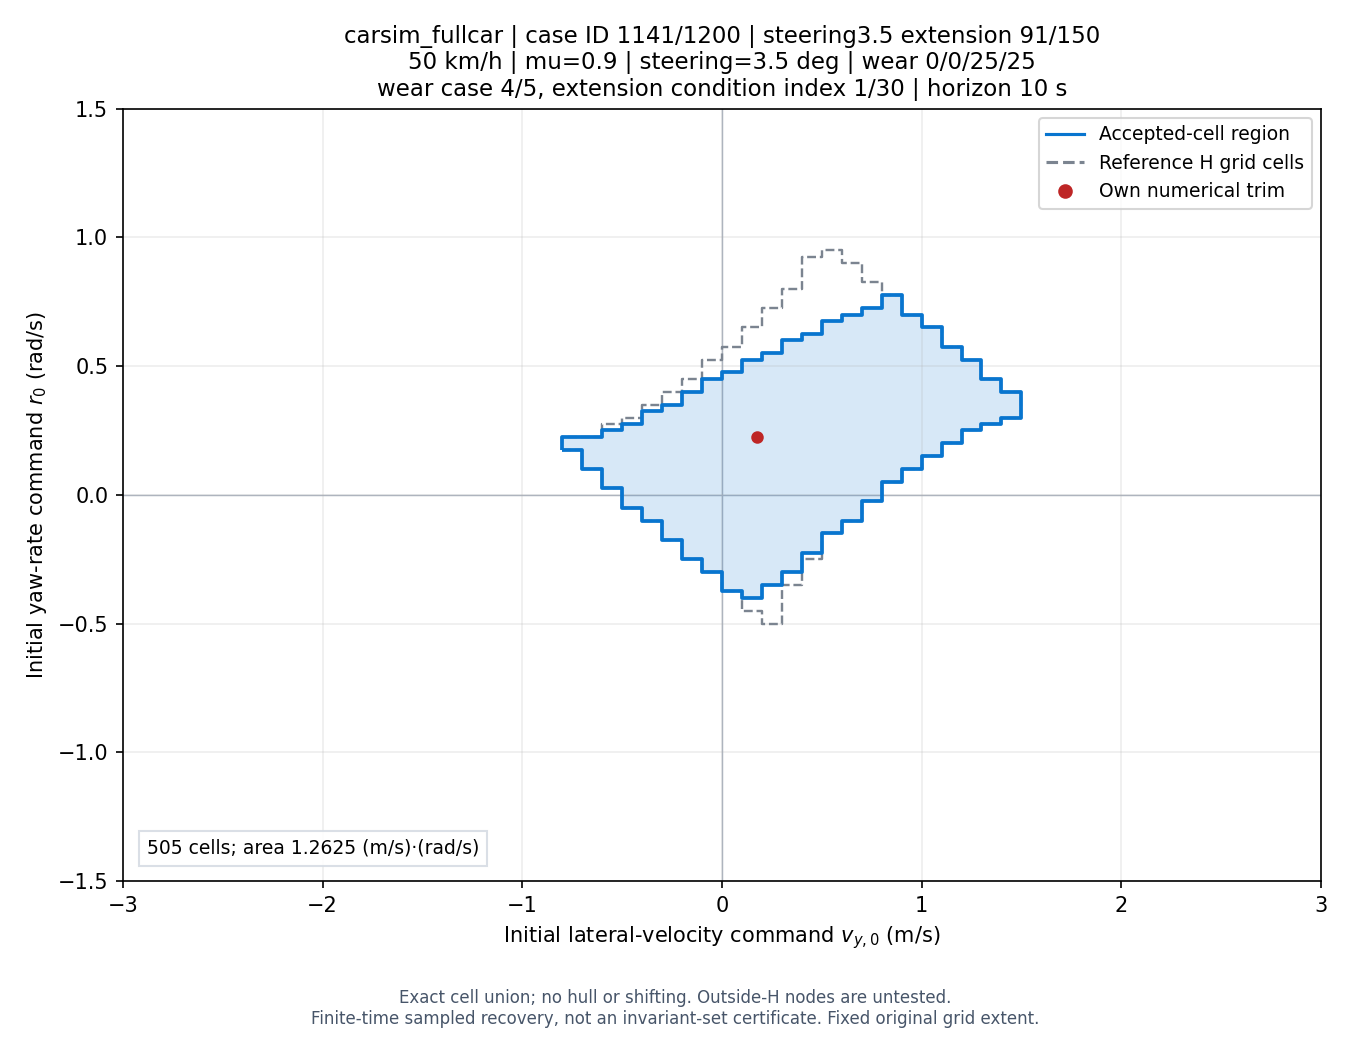 carsim_fullcar | case ID 1141/1200 | steering3.5 extension 91/150
50 km/h | mu=0.9 | steering=3.5 deg | wear 0/0/25/25
wear case 4/5, extension condition index 1/30 | horizon 10 s
Accepted-cell region
Reference H grid cells
Own numerical trim
Initial yaw-rate command r₀ (rad/s)
1.5
1.0
0.5
0.0
−0.5
−1.0
−1.5
505 cells; area 1.2625 (m/s)·(rad/s)
−3 −2 −1 0 1 2 3
Initial lateral-velocity command v_{y,0} (m/s)
Exact cell union; no hull or shifting. Outside-H nodes are untested.
Finite-time sampled recovery, not an invariant-set certificate. Fixed original grid extent.